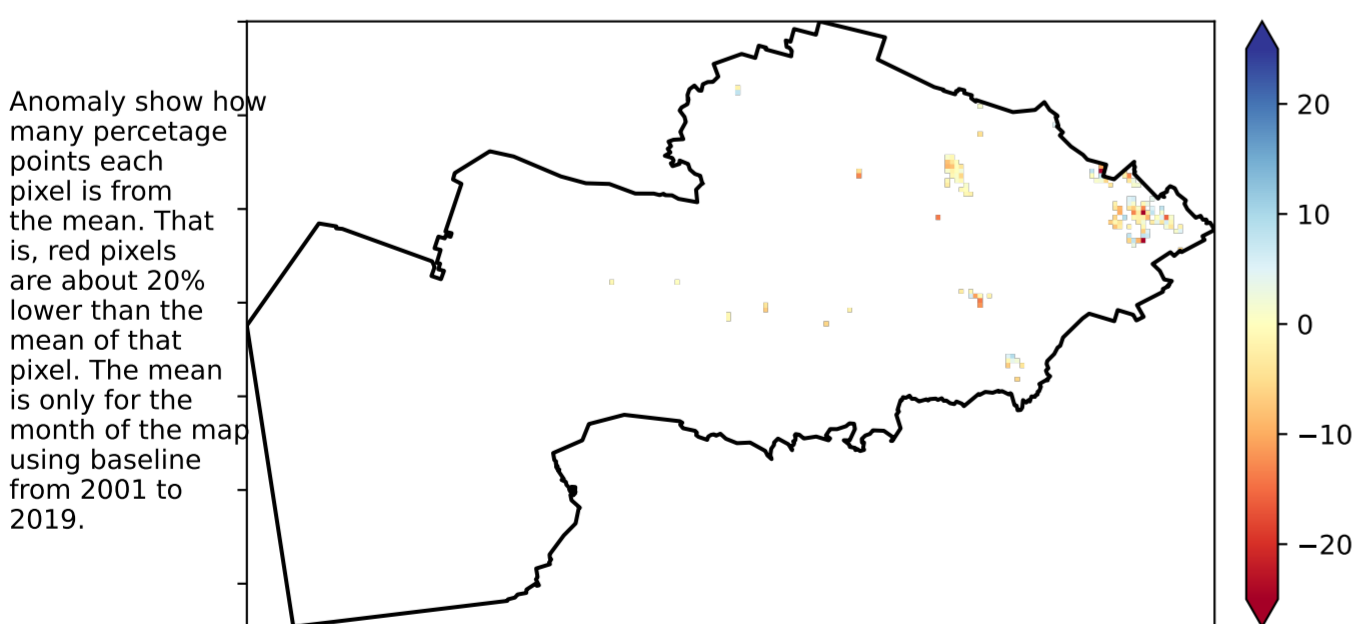 Anomaly show how
many percetage
points each
pixel is from
the mean. That
is, red pixels
are about 20%
lower than the
mean of that
pixel. The mean
is only for the
month of the map
using baseline
from 2001 to
2019.
20
10
0
−10
−20